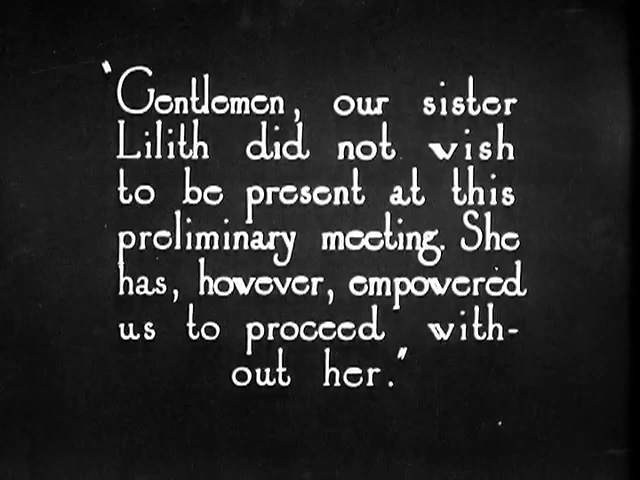 "Gentlemen, our sister
Lilith did not wish
to be present at this
preliminary meeting. She
has, however, empowered
us to proceed with-
out her."